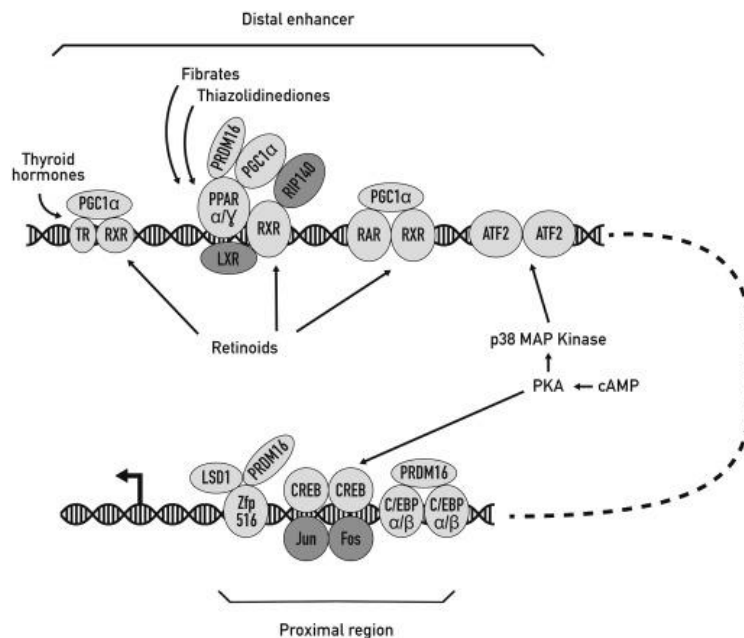 Distal enhancer
Fibrates
Thiazolidinediones
Thyroid
hormones
PRDM16
PGC1α
RIP140
PGC1α
TR
RXR
PPAR
α/γ
RXR
LXR
PGC1α
RAR
RXR
ATF2
ATF2
Retinoids
p38 MAP Kinase
PKA
cAMP
LSD1
PRDM16
Zfp
516
CREB
CREB
Jun
Fos
PRDM16
C/EBP
α/β
C/EBP
α/β
Proximal region